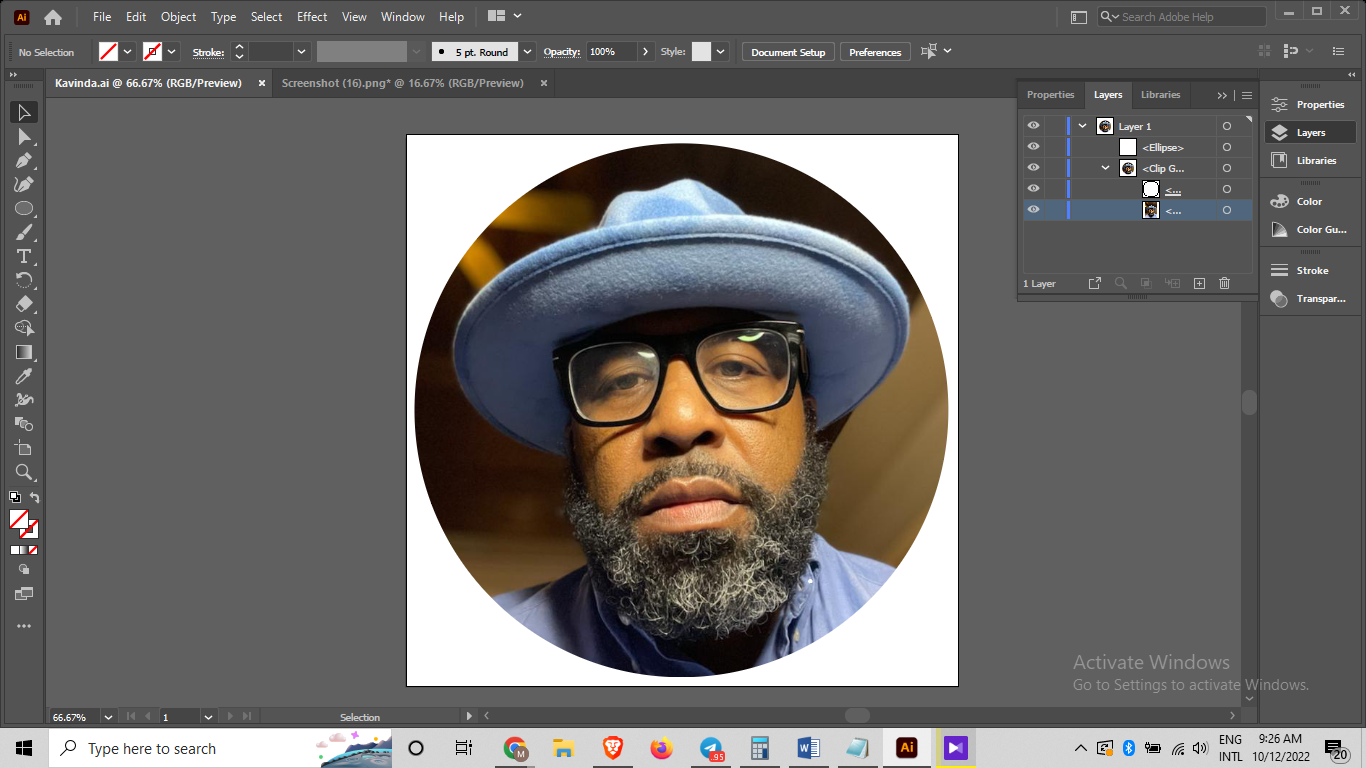 Ai File Edit Object Type Select Effect View Window Help Search Adobe Help
No Selection Stroke: 5 pt. Round Opacity: 100% Style: Document Setup Preferences
Kavinda.ai @ 66.67% (RGB/Preview) × Screenshot (16).png* @ 16.67% (RGB/Preview) ×
Properties Layers Libraries
Layer 1
<Ellipse>
<Clip G...
<...
<...
1 Layer
Properties
Layers
Libraries
Color
Color Gu...
Stroke
Transpar...
T
Activate Windows
Go to Settings to activate Windows.
66.67% 1 Selection
Type here to search
M
.95
W
Ai
ENG
INTL
9:26 AM
10/12/2022
20